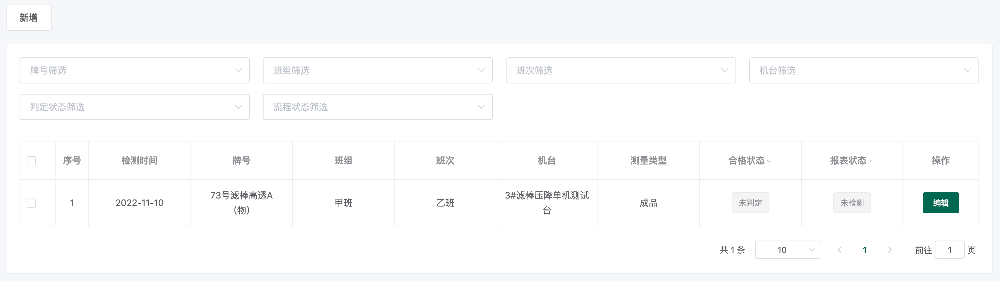 新增
牌号筛选 班组筛选 班次筛选 机台筛选
判定状态筛选 流程状态筛选
序号 检测时间 牌号 班组 班次 机台 测量类型 合格状态 报表状态 操作
1 2022-11-10 73号滤棒高透A
（物） 甲班 乙班 3#滤棒压降单机测试
台 成品 未判定 未检测 编辑
共 1 条 10 1 前往 1 页